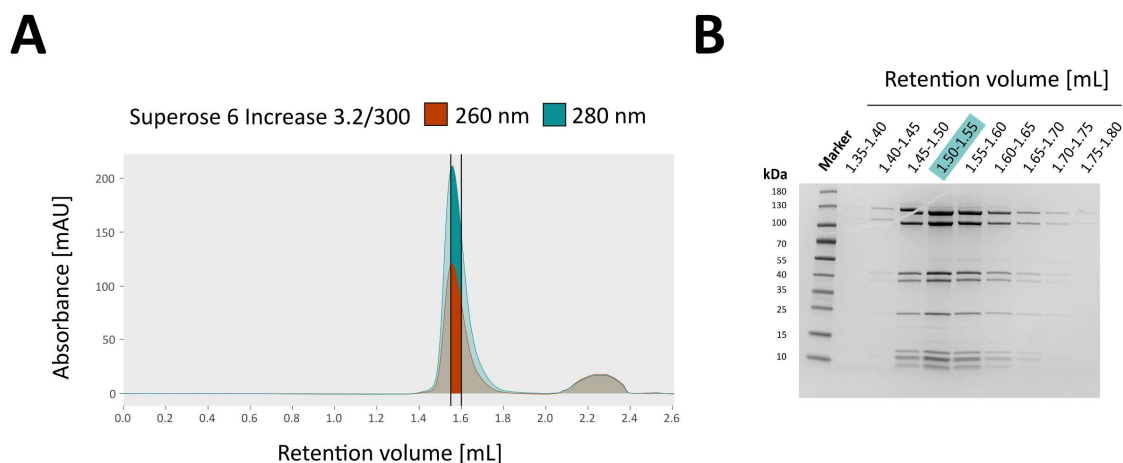 A
Superose 6 Increase 3.2/300 260 nm 280 nm
Absorbance [mAU]
200
150
100
50
0
0.0 0.2 0.4 0.6 0.8 1.0 1.2 1.4 1.6 1.8 2.0 2.2 2.4 2.6
Retention volume [mL]
B
Retention volume [mL]
kDa
Marker
1.35-1.40
1.40-1.45
1.45-1.50
1.50-1.55
1.55-1.60
1.60-1.65
1.65-1.70
1.70-1.75
1.75-1.80
180
130
100
70
55
40
35
25
15
10